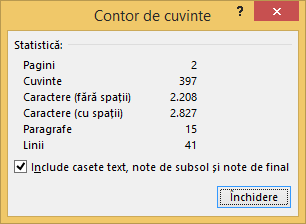 Contor de cuvinte
?
Statistică:
Pagini 2
Cuvinte 397
Caractere (fără spații) 2.208
Caractere (cu spații) 2.827
Paragrafe 15
Linii 41
Include casete text, note de subsol și note de final
Închidere